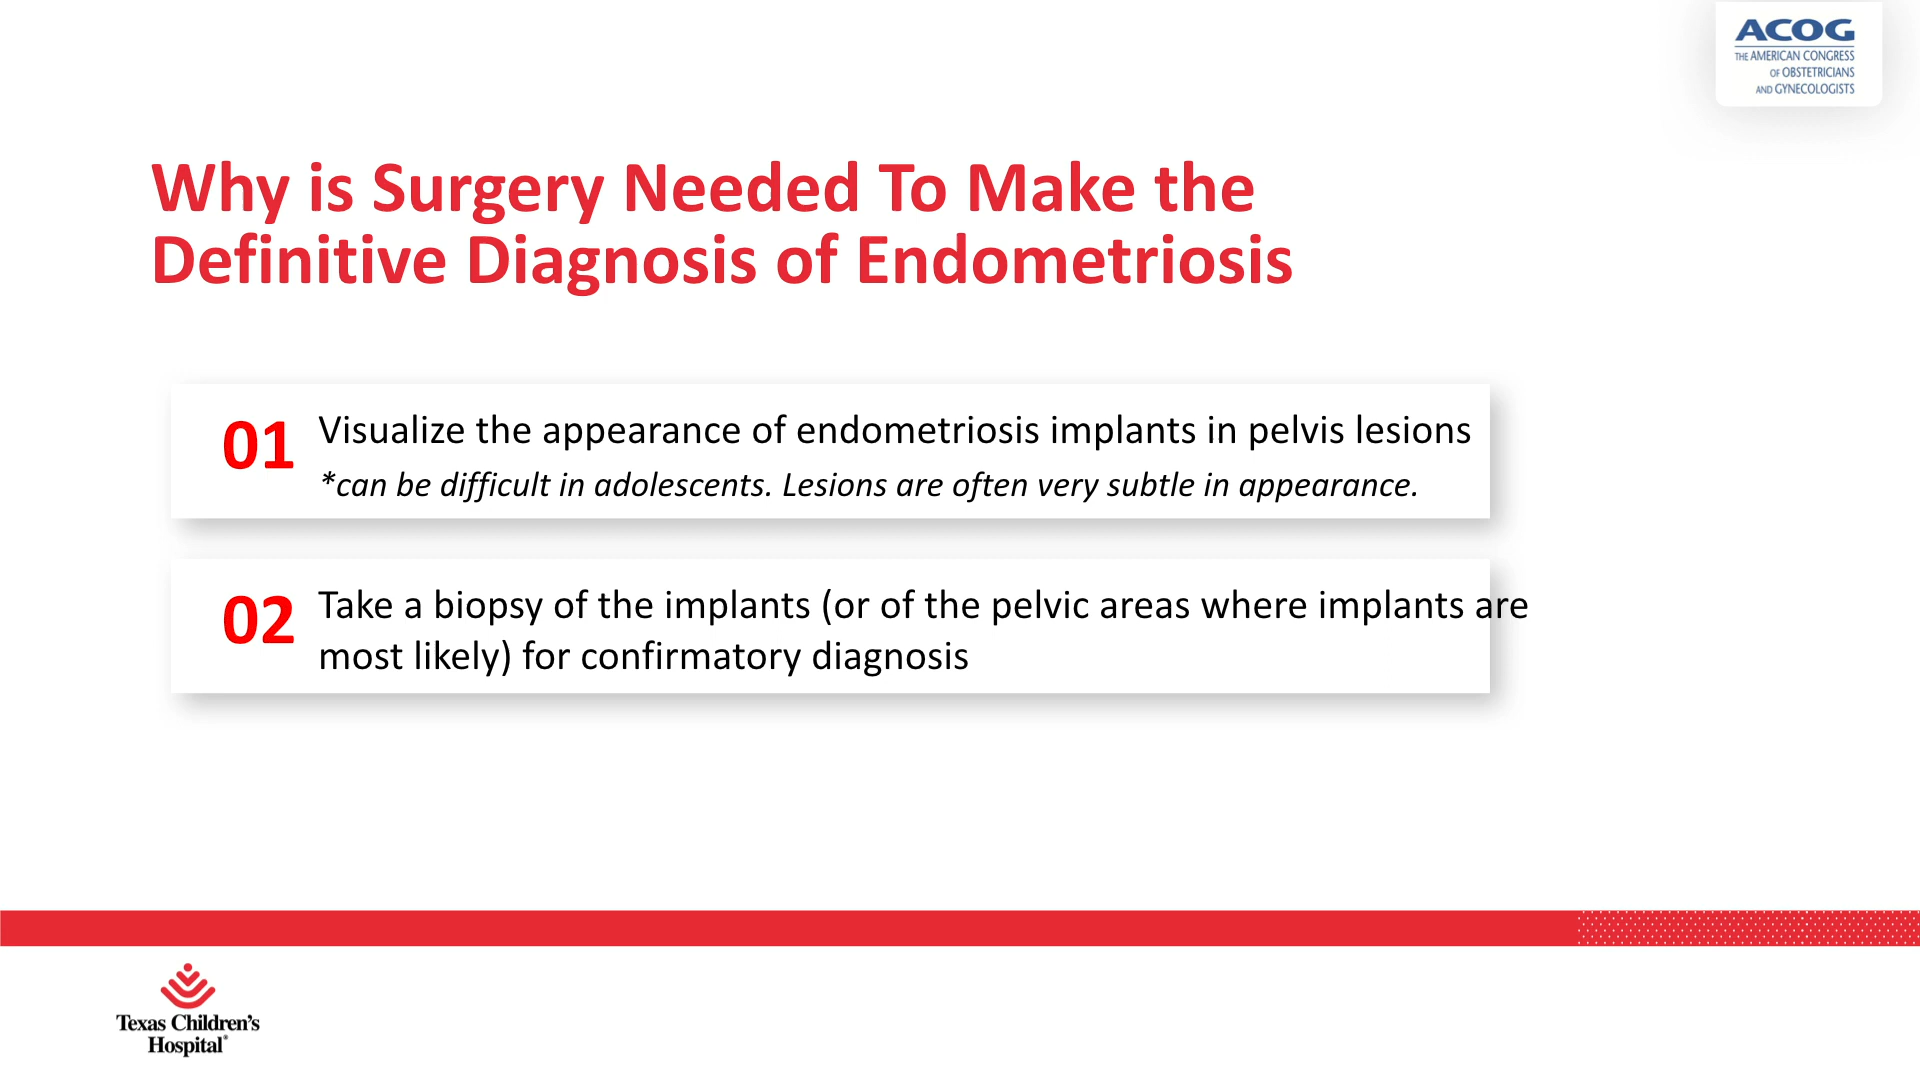 ACOG
THE AMERICAN CONGRESS
OF OBSTETRICIANS
AND GYNECOLOGISTS
Why is Surgery Needed To Make the
Definitive Diagnosis of Endometriosis
01 Visualize the appearance of endometriosis implants in pelvis lesions
*can be difficult in adolescents. Lesions are often very subtle in appearance.
02 Take a biopsy of the implants (or of the pelvic areas where implants are
most likely) for confirmatory diagnosis
Texas Children's
Hospital®